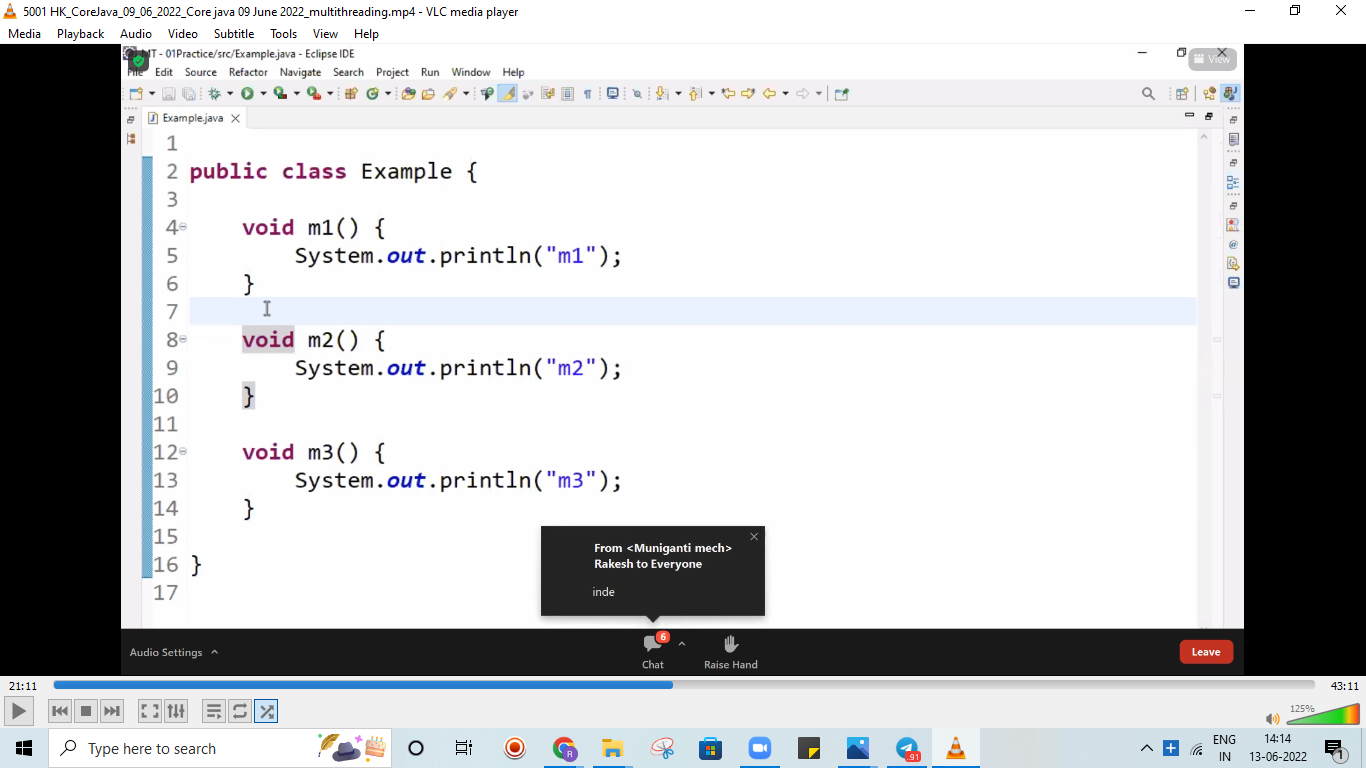 5001 HK_CoreJava_09_06_2022_Core java 09 June 2022_multithreading.mp4 - VLC media player
Media Playback Audio Video Subtitle Tools View Help
MT - 01Practice/src/Example.java - Eclipse IDE
View
File Edit Source Refactor Navigate Search Project Run Window Help
Example.java
1
2 public class Example {
3
4 void m1() {
5 System.out.println("m1");
6 }
7
8 void m2() {
9 System.out.println("m2");
10 }
11
12 void m3() {
13 System.out.println("m3");
14 }
15
16 }
17
From <Muniganti mech>
Rakesh to Everyone
inde
6
Audio Settings
Chat
Raise Hand
Leave
21:11
43:11
125%
Type here to search
R
91
ENG
IN
14:14
13-06-2022
1